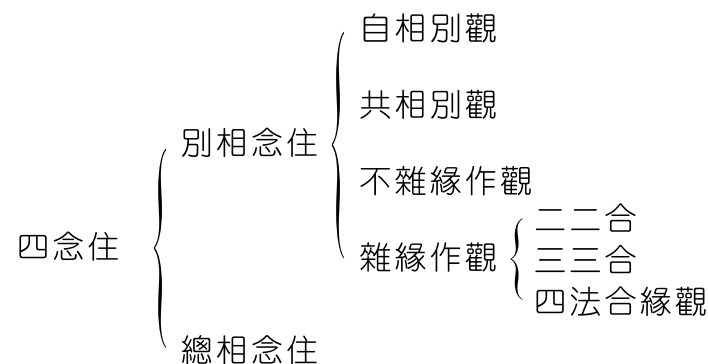 四念住
別相念住
自相別觀
共相別觀
不雜緣作觀
雜緣作觀
二二合
三三合
四法合緣觀
總相念住